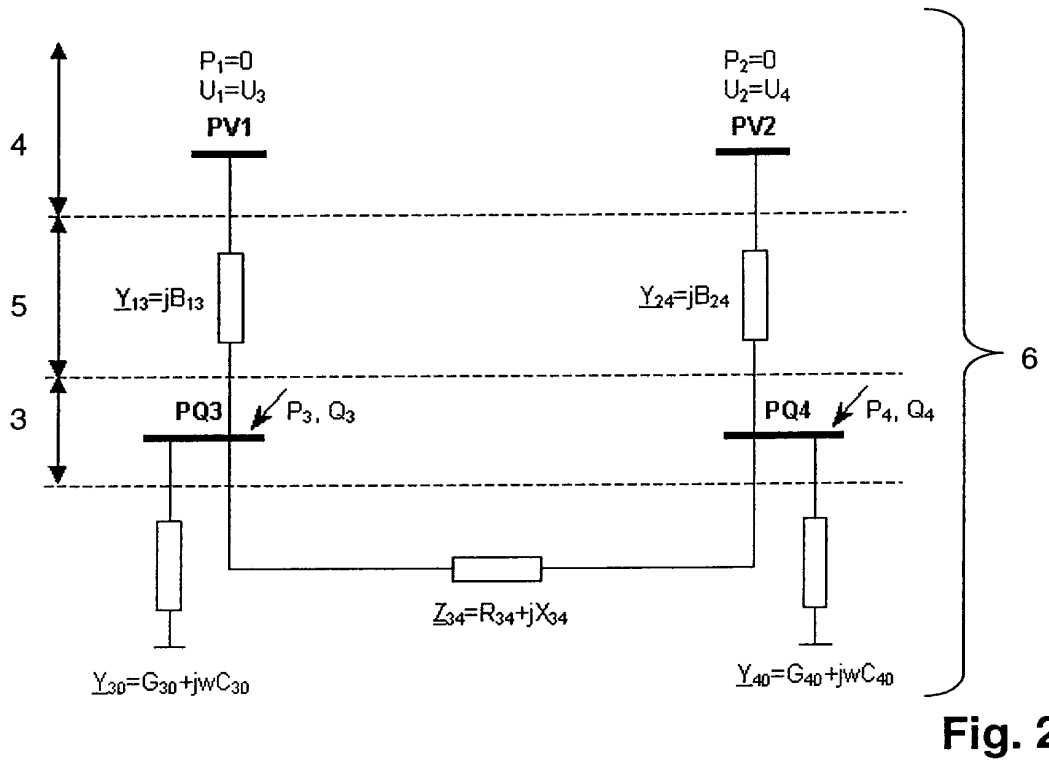 P₁=0
U₁=U₃
PV1
P₂=0
U₂=U₄
PV2
4
5
Y₁₃=jB₁₃
Y₂₄=jB₂₄
6
3
PQ3
P₃, Q₃
PQ4
P₄, Q₄
Z₃₄=R₃₄+jX₃₄
Y₃₀=G₃₀+jwC₃₀
Y₄₀=G₄₀+jwC₄₀
Fig. 2